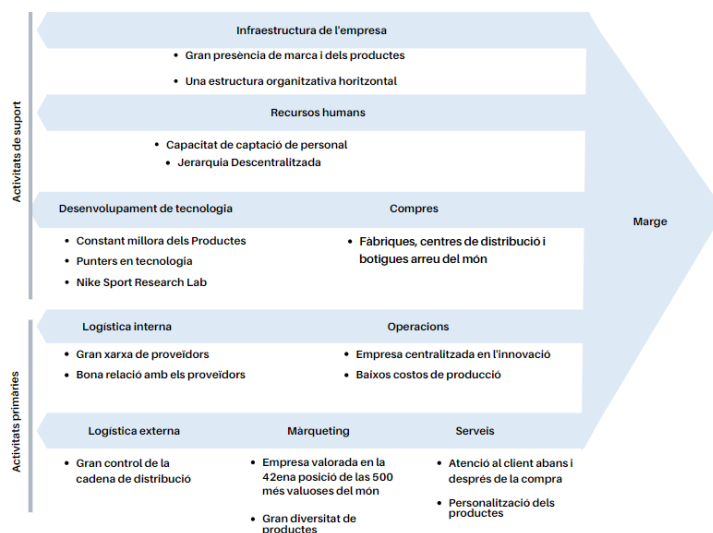 Infraestructura de l'empresa
Gran presència de marca i dels productes
Una estructura organitzativa horitzontal
Recursos humans
Capacitat de captació de personal
Jerarquia Descentralitzada
Activitats de suport
Desenvolupament de tecnologia
Constant millora dels Productes
Punters en tecnologia
Nike Sport Research Lab
Compres
Fàbriques, centres de distribució i
botigues arreu del món
Marge
Activitats primàries
Logística interna
Gran xarxa de proveïdors
Bona relació amb els proveïdors
Operacions
Empresa centralitzada en l'innovació
Baixos costos de producció
Logística externa
Gran control de la
cadena de distribució
Màrqueting
Empresa valorada en la
42ena posició de las 500
més valuoses del món
Gran diversitat de
productes
Serveis
Atenció al client abans i
després de la compra
Personalització dels
productes